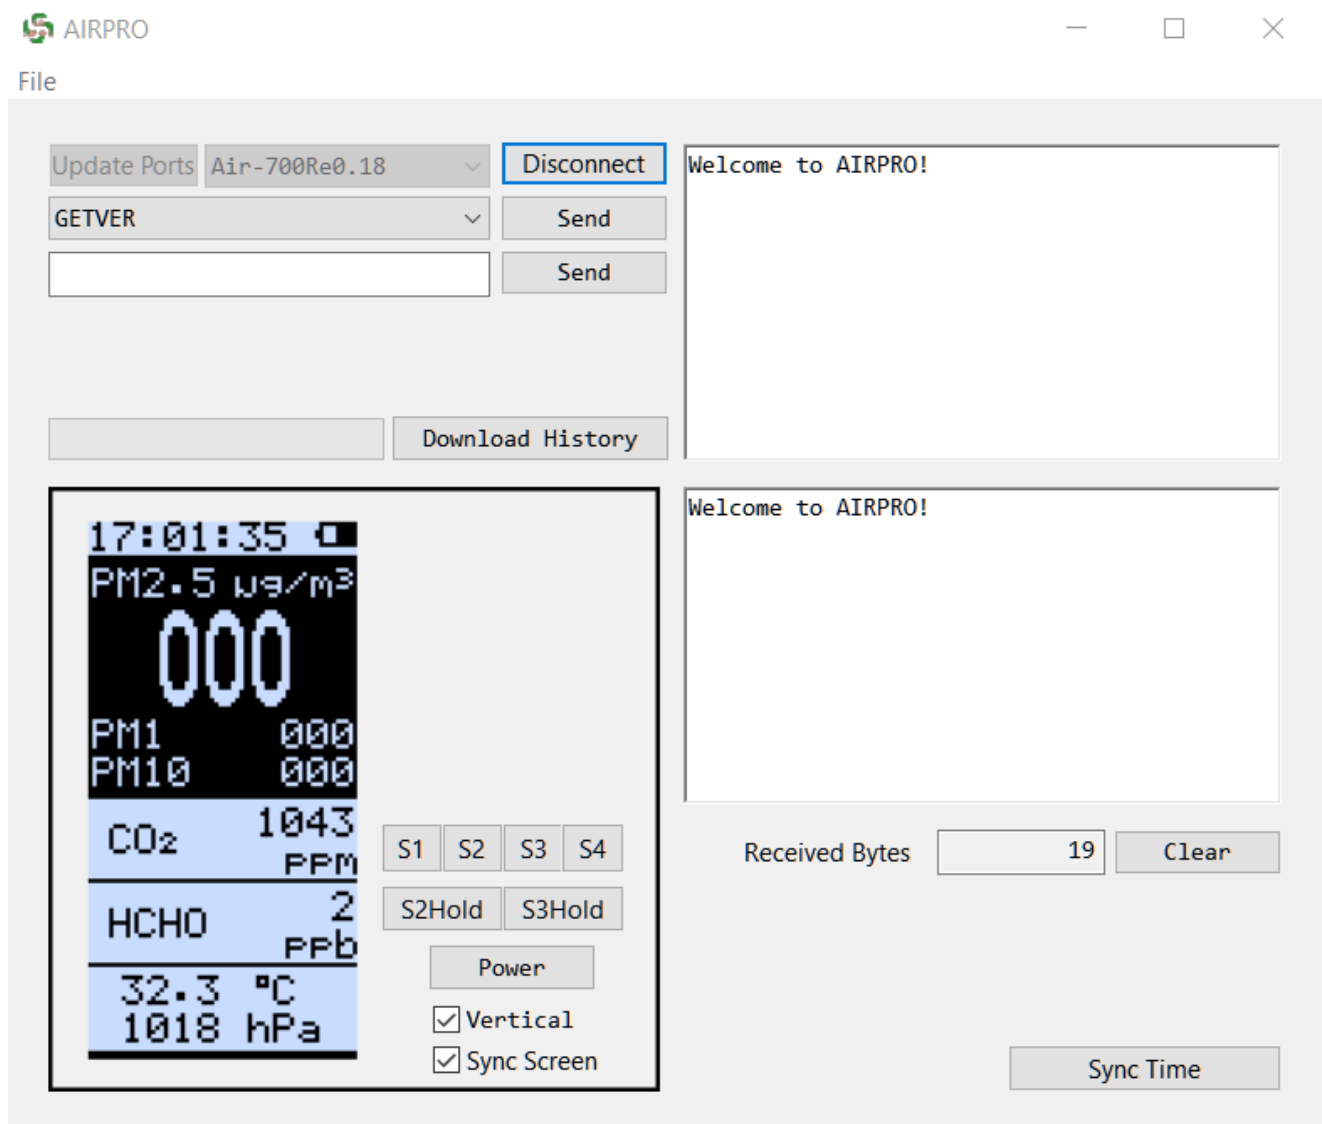 AIRPRO
File
Update Ports Air-700Re0.18 Disconnect
GETVER Send
Send
Download History
Welcome to AIRPRO!
Welcome to AIRPRO!
17:01:35
PM2.5 µg/m³
000
PM1 000
PM10 000
CO₂ 1043
ppm
HCHO 2
ppb
32.3 °C
1018 hPa
S1 S2 S3 S4
S2Hold S3Hold
Power
Vertical
Sync Screen
Received Bytes 19 Clear
Sync Time